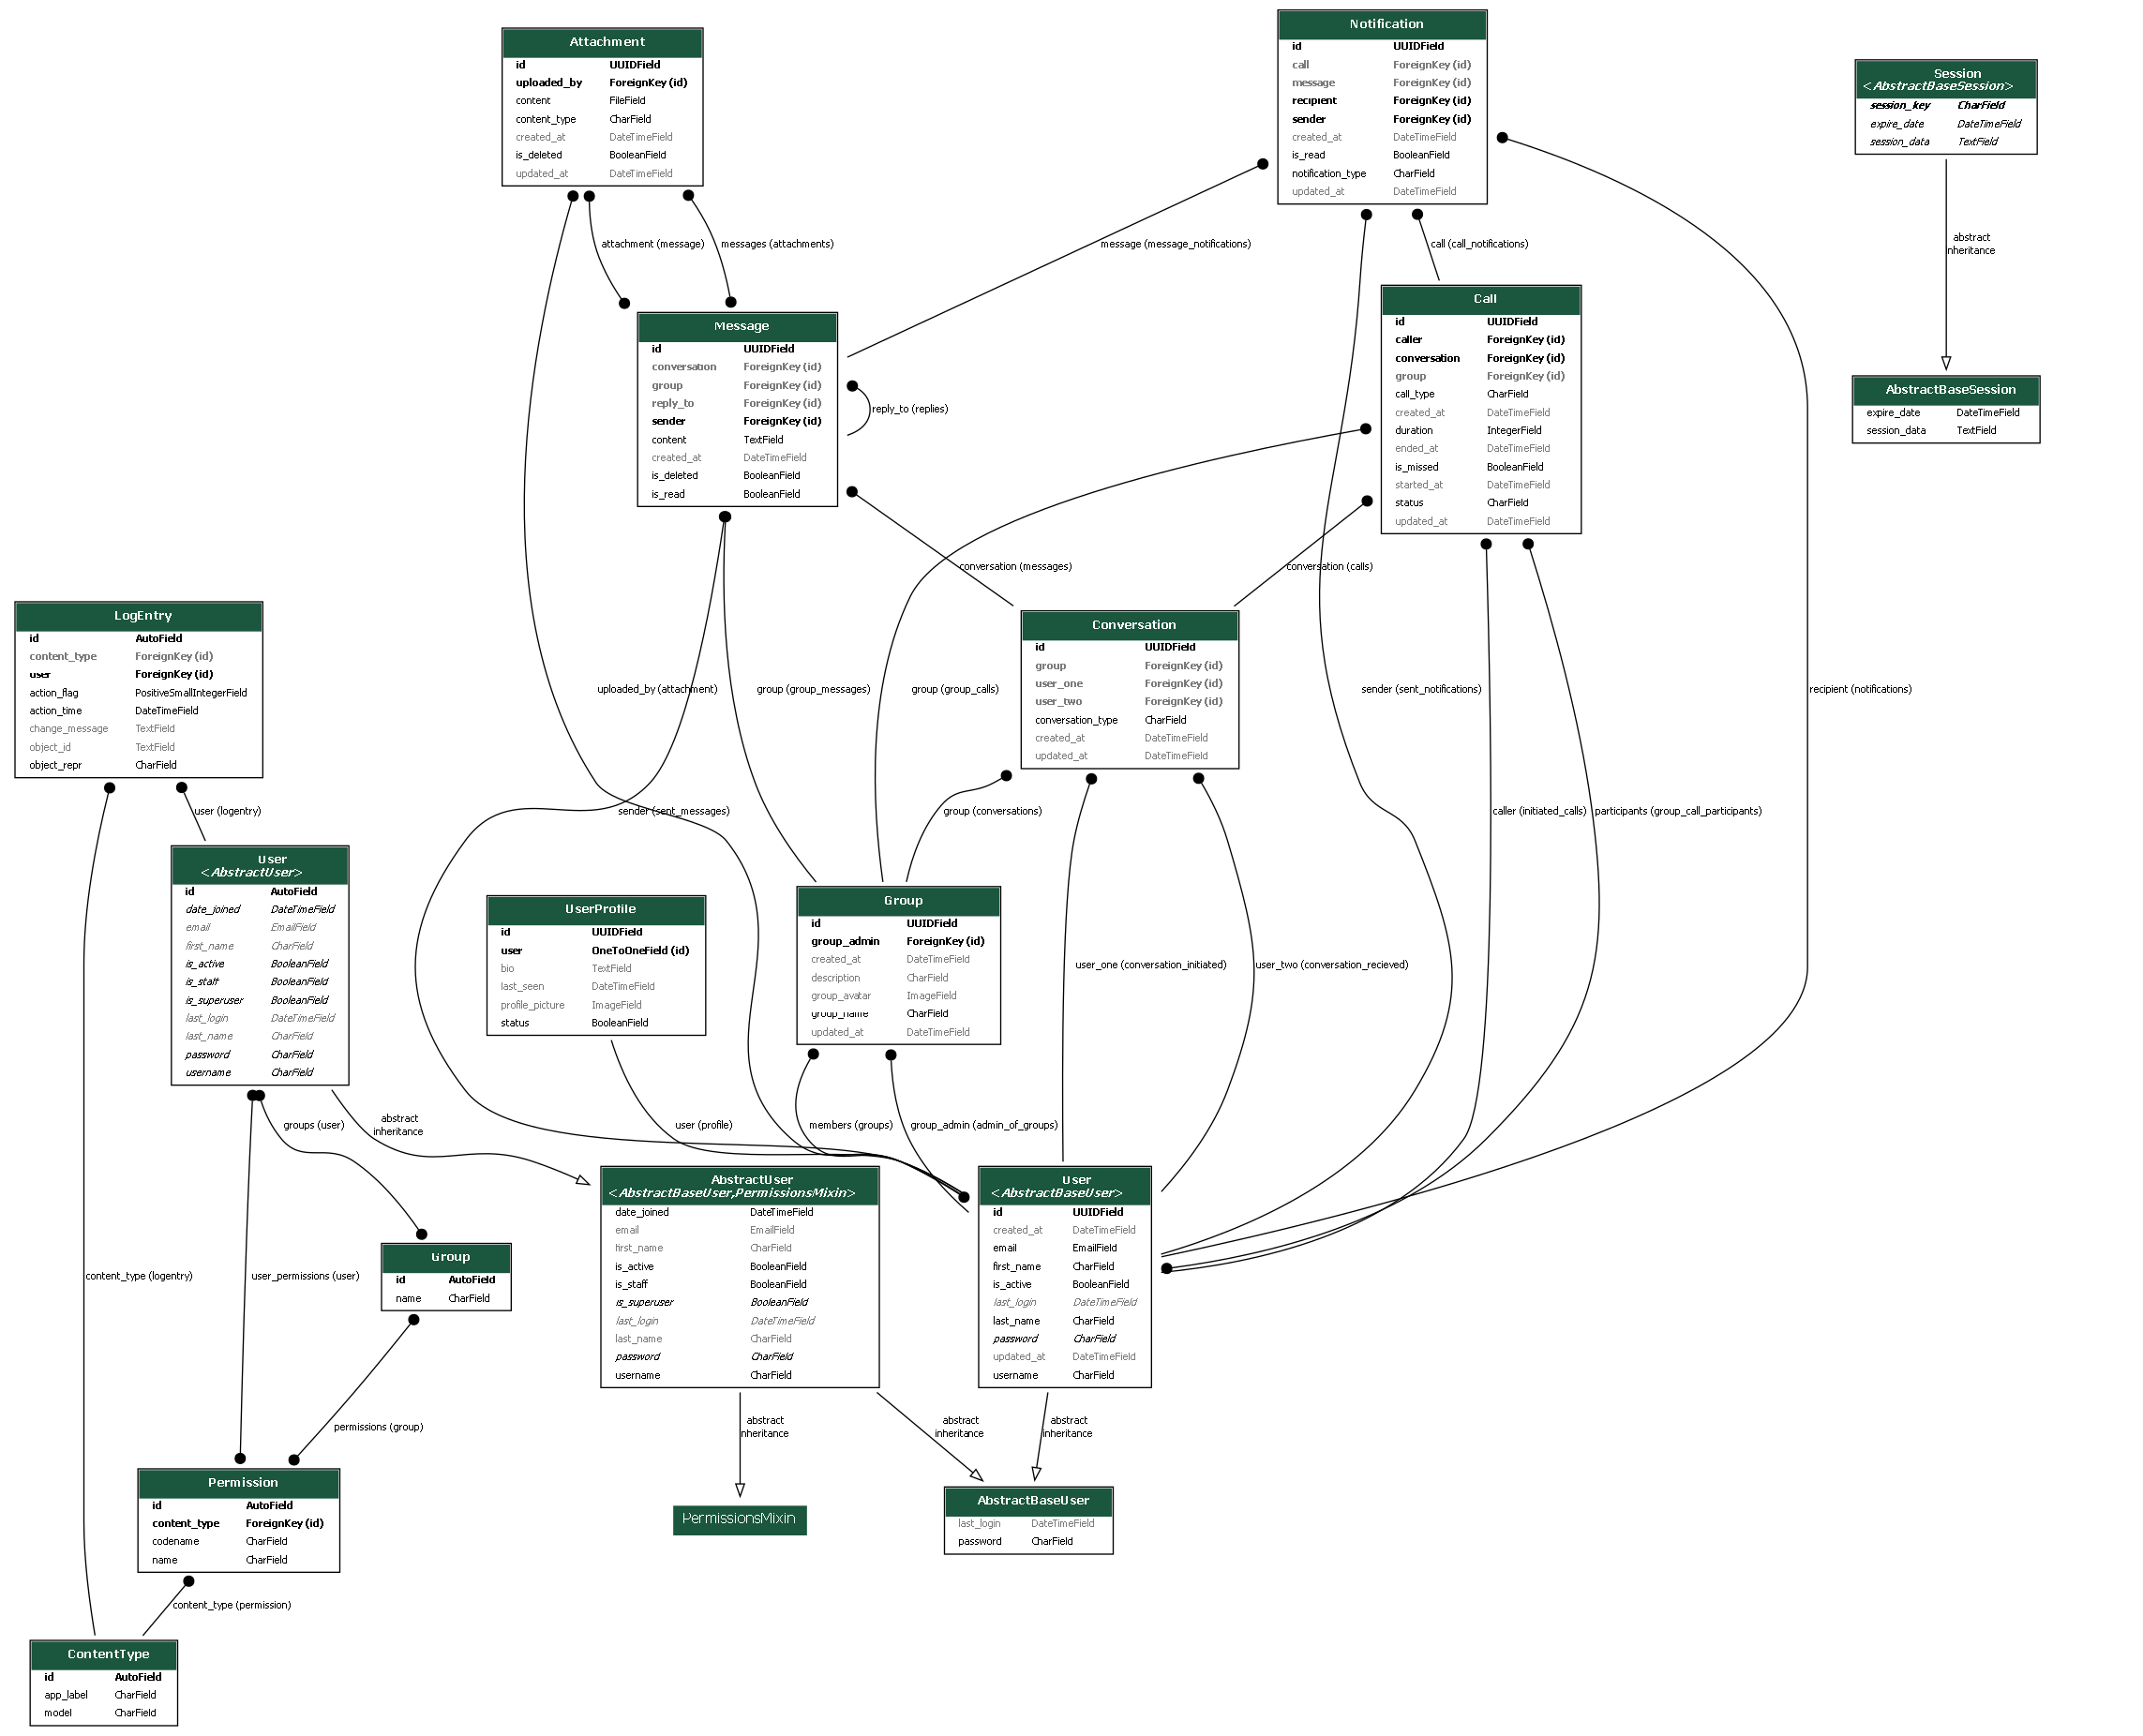 Attachment
id UUIDField
uploaded_by ForeignKey (id)
content FileField
content_type CharField
created_at DateTimeField
is_deleted BooleanField
updated_at DateTimeField
Notification
id UUIDField
call ForeignKey (id)
message ForeignKey (id)
recipient ForeignKey (id)
sender ForeignKey (id)
created_at DateTimeField
is_read BooleanField
notification_type CharField
updated_at DateTimeField
Session
<AbstractBaseSession>
session_key CharField
expire_date DateTimeField
session_data TextField
attachment (message)
messages (attachments)
message (message_notifications)
call (call_notifications)
abstract
inheritance
Message
id UUIDField
conversation ForeignKey (id)
group ForeignKey (id)
reply_to ForeignKey (id)
sender ForeignKey (id)
content TextField
created_at DateTimeField
is_deleted BooleanField
is_read BooleanField
reply_to (replies)
Call
id UUIDField
caller ForeignKey (id)
conversation ForeignKey (id)
group ForeignKey (id)
call_type CharField
created_at DateTimeField
duration IntegerField
ended_at DateTimeField
is_missed BooleanField
started_at DateTimeField
status CharField
updated_at DateTimeField
AbstractBaseSession
expire_date DateTimeField
session_data TextField
conversation (messages)
conversation (calls)
LogEntry
id AutoField
content_type ForeignKey (id)
user ForeignKey (id)
action_flag PositiveSmallIntegerField
action_time DateTimeField
change_message TextField
object_id TextField
object_repr CharField
uploaded_by (attachment)
group (group_messages)
group (group_calls)
Conversation
id UUIDField
group ForeignKey (id)
user_one ForeignKey (id)
user_two ForeignKey (id)
conversation_type CharField
created_at DateTimeField
updated_at DateTimeField
sender (sent_notifications)
recipient (notifications)
user (logentry)
sender (sent_messages)
group (conversations)
caller (initiated_calls)
participants (group_call_participants)
User
<AbstractUser>
id AutoField
date_joined DateTimeField
email EmailField
first_name CharField
is_active BooleanField
is_staff BooleanField
is_superuser BooleanField
last_login DateTimeField
last_name CharField
password CharField
username CharField
UserProfile
id UUIDField
user OneToOneField (id)
bio TextField
last_seen DateTimeField
profile_picture ImageField
status BooleanField
Group
id UUIDField
group_admin ForeignKey (id)
created_at DateTimeField
description CharField
group_avatar ImageField
group_name CharField
updated_at DateTimeField
user_one (conversation_initiated)
user_two (conversation_recieved)
groups (user)
abstract
inheritance
user (profile)
members (groups)
group_admin (admin_of_groups)
AbstractUser
<AbstractBaseUser,PermissionsMixin>
date_joined DateTimeField
email EmailField
first_name CharField
is_active BooleanField
is_staff BooleanField
is_superuser BooleanField
last_login DateTimeField
last_name CharField
password CharField
username CharField
User
<AbstractBaseUser>
id UUIDField
created_at DateTimeField
email EmailField
first_name CharField
is_active BooleanField
last_login DateTimeField
last_name CharField
password CharField
updated_at DateTimeField
username CharField
content_type (logentry)
user_permissions (user)
Group
id AutoField
name CharField
permissions (group)
abstract
inheritance
abstract
inheritance
abstract
inheritance
Permission
id AutoField
content_type ForeignKey (id)
codename CharField
name CharField
PermissionsMixin
AbstractBaseUser
last_login DateTimeField
password CharField
content_type (permission)
ContentType
id AutoField
app_label CharField
model CharField